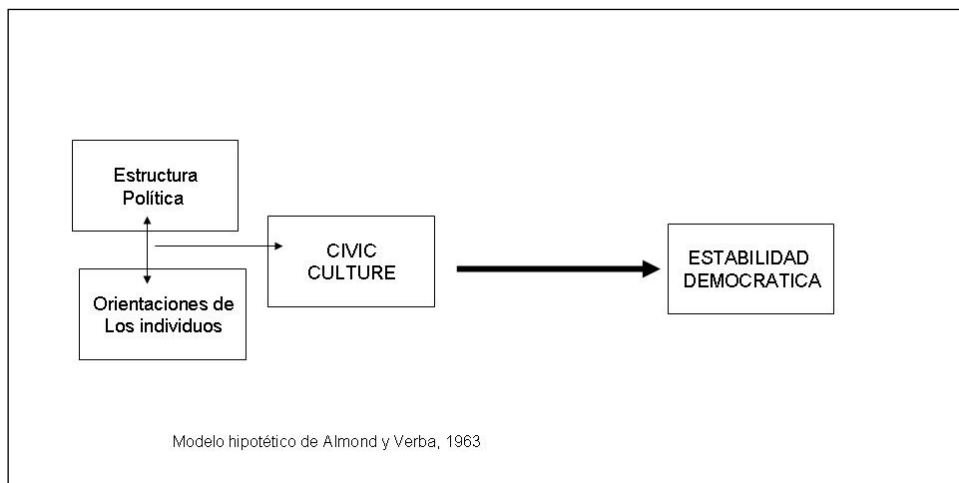 Estructura
Política
Orientaciones de
Los individuos
CIVIC
CULTURE
ESTABILIDAD
DEMOCRATICA
Modelo hipotético de Almond y Verba, 1963